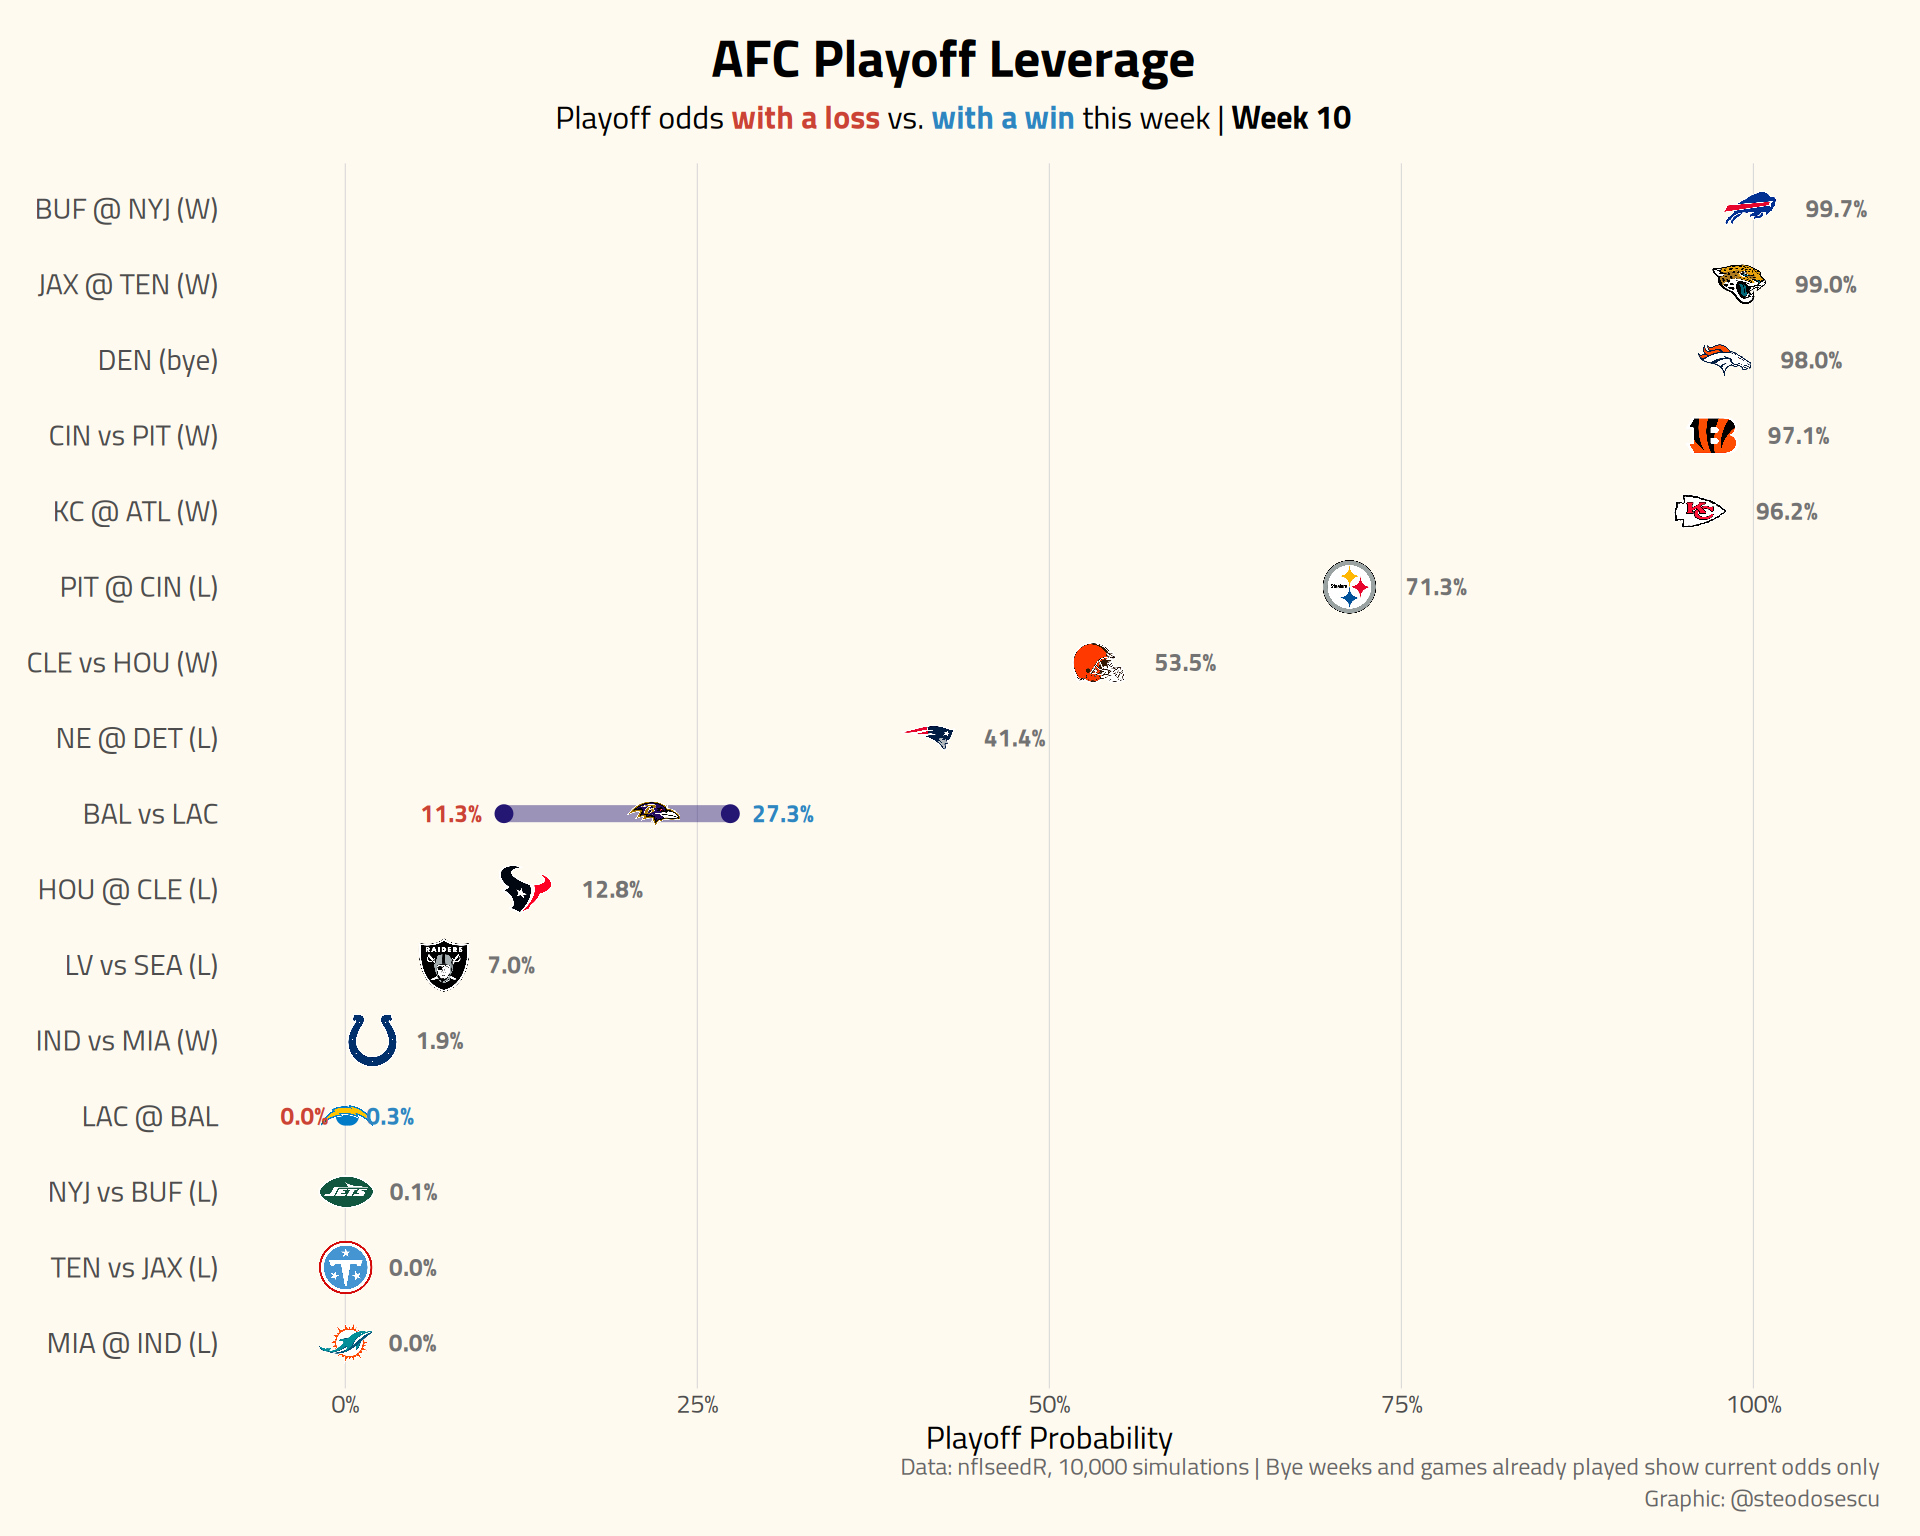 AFC Playoff Leverage
Playoff odds with a loss vs. with a win this week | Week 10
BUF @ NYJ (W) 99.7%
JAX @ TEN (W) 99.0%
DEN (bye) 98.0%
CIN vs PIT (W) 97.1%
KC @ ATL (W) KC 96.2%
PIT @ CIN (L) Steelers 71.3%
CLE vs HOU (W) 53.5%
NE @ DET (L) 41.4%
BAL vs LAC 11.3% 27.3%
HOU @ CLE (L) 12.8%
LV vs SEA (L) RAIDERS 7.0%
IND vs MIA (W) 1.9%
LAC @ BAL 0.0% 0.3%
NYJ vs BUF (L) JETS 0.1%
TEN vs JAX (L) T 0.0%
MIA @ IND (L) 0.0%
0% 25% 50% 75% 100%
Playoff Probability
Data: nflseedR, 10,000 simulations | Bye weeks and games already played show current odds only
Graphic: @steodosescu